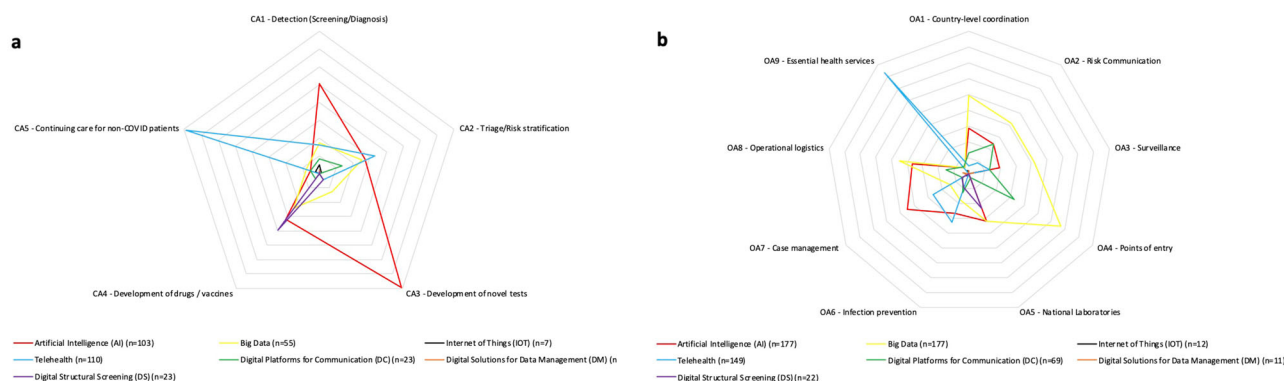 a
CA1 - Detection (Screening/Diagnosis)
CA2 - Triage/Risk stratification
CA3 - Development of novel tests
CA4 - Development of drugs / vaccines
CA5 - Continuing care for non-COVID patients
Artificial Intelligence (AI) (n=103)
Big Data (n=55)
Internet of Things (IOT) (n=7)
Telehealth (n=110)
Digital Platforms for Communication (DC) (n=23)
Digital Solutions for Data Management (DM) (n
Digital Structural Screening (DS) (n=23)
b
OA1 - Country-level coordination
OA2 - Risk Communication
OA3 - Surveillance
OA4 - Points of entry
OA5 - National Laboratories
OA6 - Infection prevention
OA7 - Case management
OA8 - Operational logistics
OA9 - Essential health services
Artificial Intelligence (AI) (n=177)
Big Data (n=177)
Internet of Things (IOT) (n=12)
Telehealth (n=149)
Digital Platforms for Communication (DC) (n=69)
Digital Solutions for Data Management (DM) (n=11)
Digital Structural Screening (DS) (n=22)